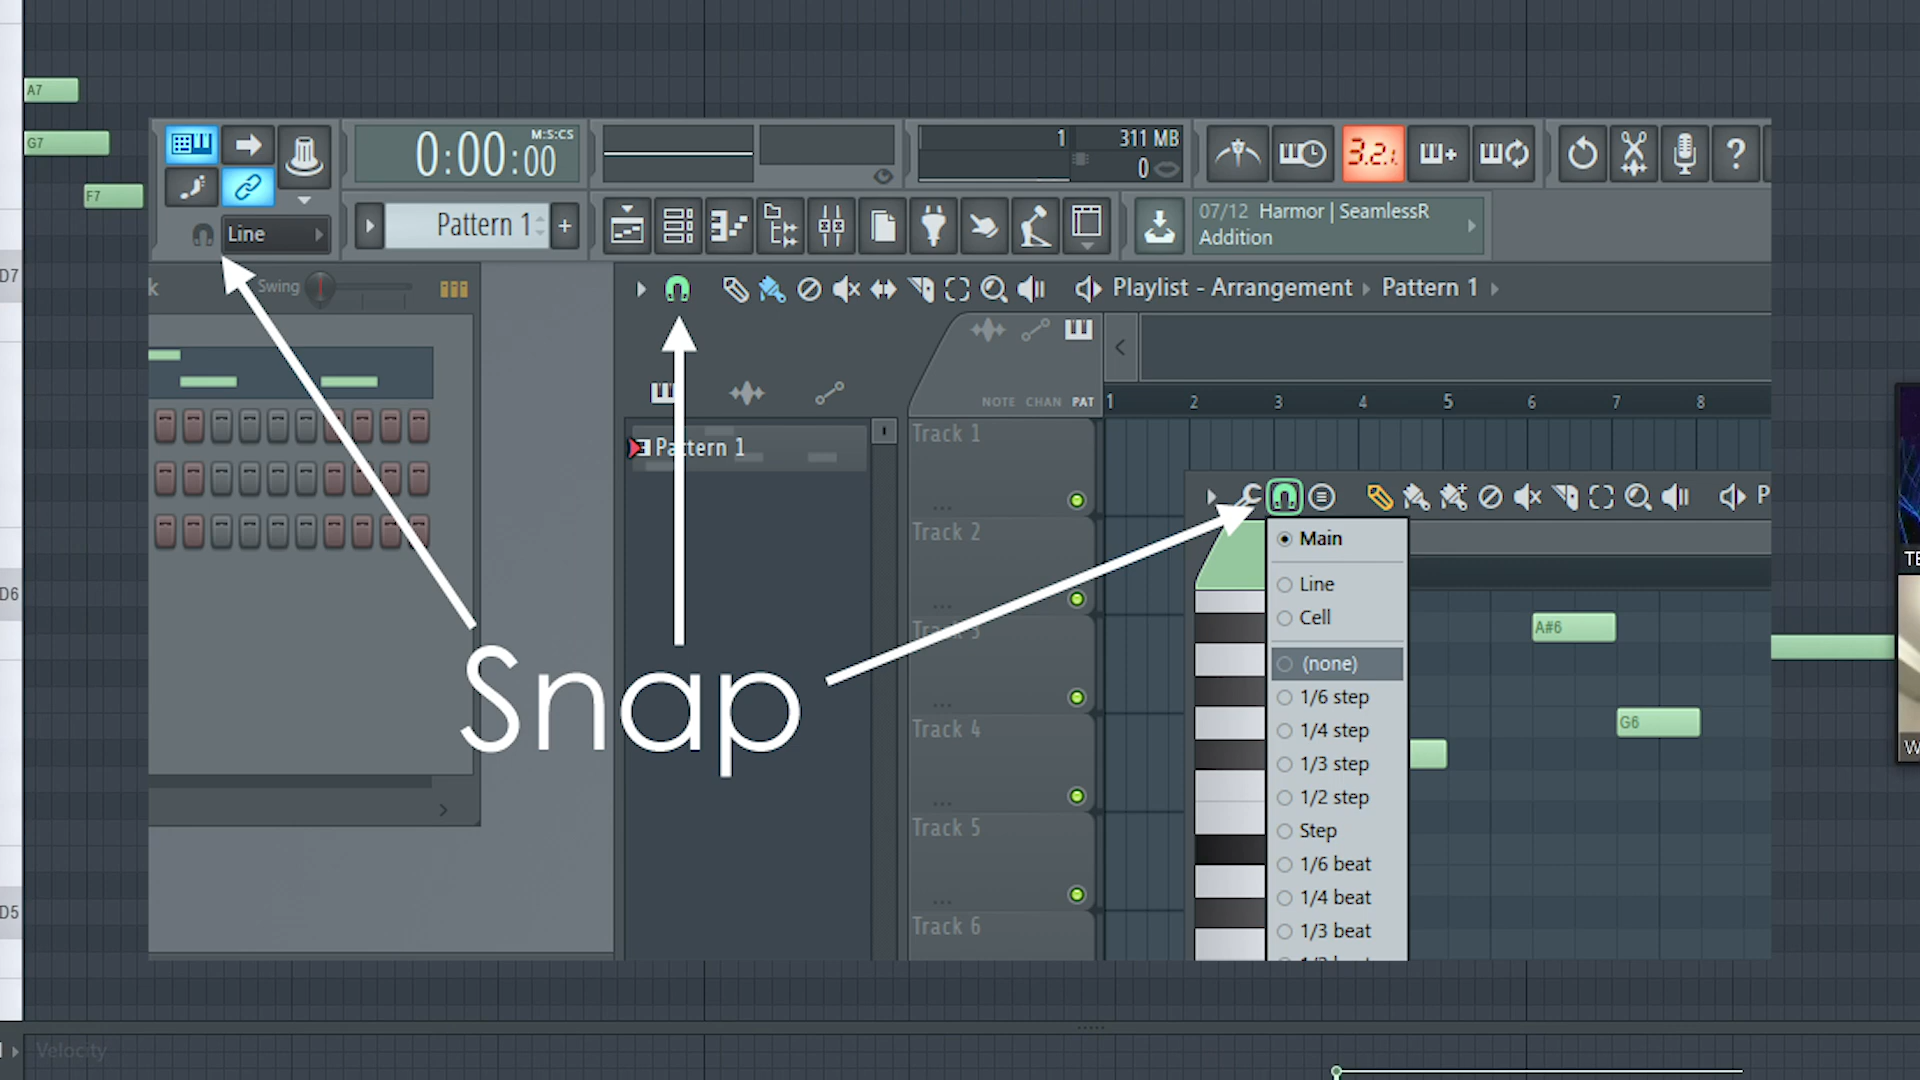 A7
G7
F7
D7
D6
D5
0:00:00
M:S:CS
1
311 MB
0
3.2.
?
Line
Pattern 1
+
07/12 Harmor | SeamlessR
Addition
k
Swing
Playlist - Arrangement
Pattern 1
NOTE CHAN PAT
1 2 3 4 5 6 7 8
Pattern 1
Track 1
Track 2
Track 3
Track 4
Track 5
Track 6
P
Main
Line
Cell
(none)
1/6 step
1/4 step
1/3 step
1/2 step
Step
1/6 beat
1/4 beat
1/3 beat
A#6
G6
Snap
TE
W
Velocity